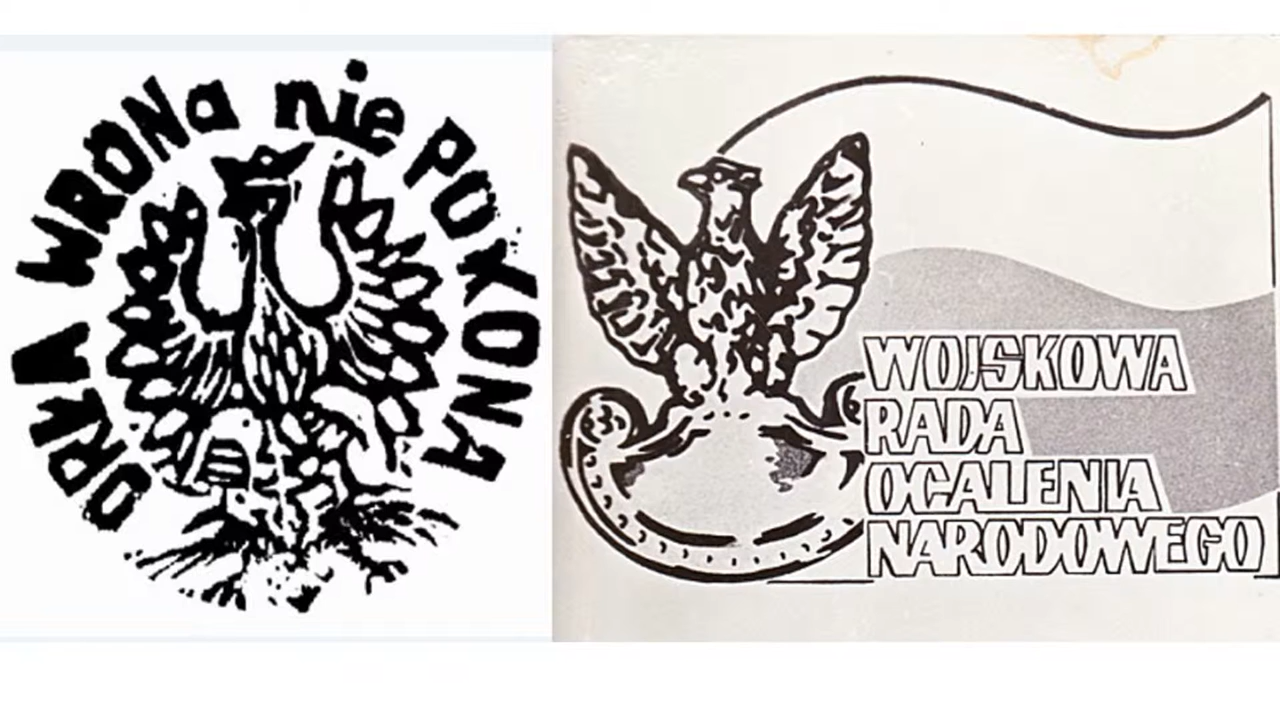 ORŁA WRONa nie POKONA
WOJSKOWA
RADA
OCALENIA
NARODOWEGO